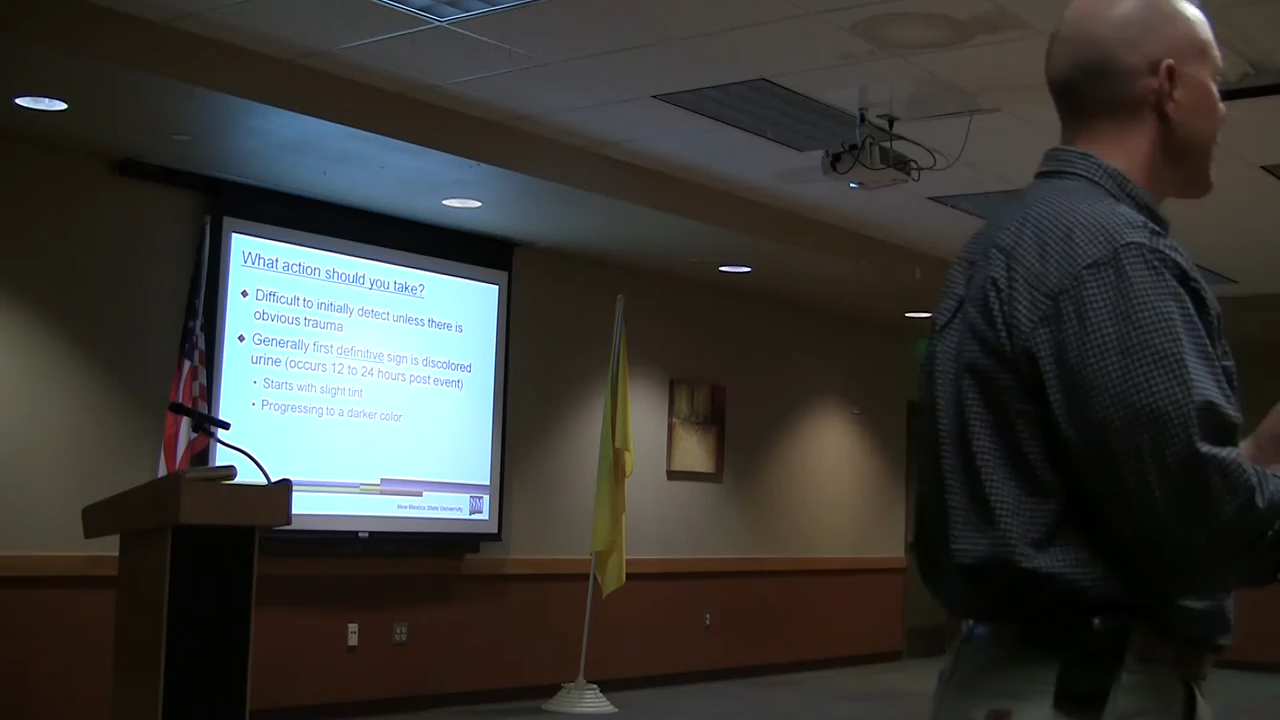 What action should you take?
Difficult to initially detect unless there is
obvious trauma
Generally first definitive sign is discolored
urine (occurs 12 to 24 hours post event)
Starts with slight tint
Progressing to a darker color
New Mexico State University
NM